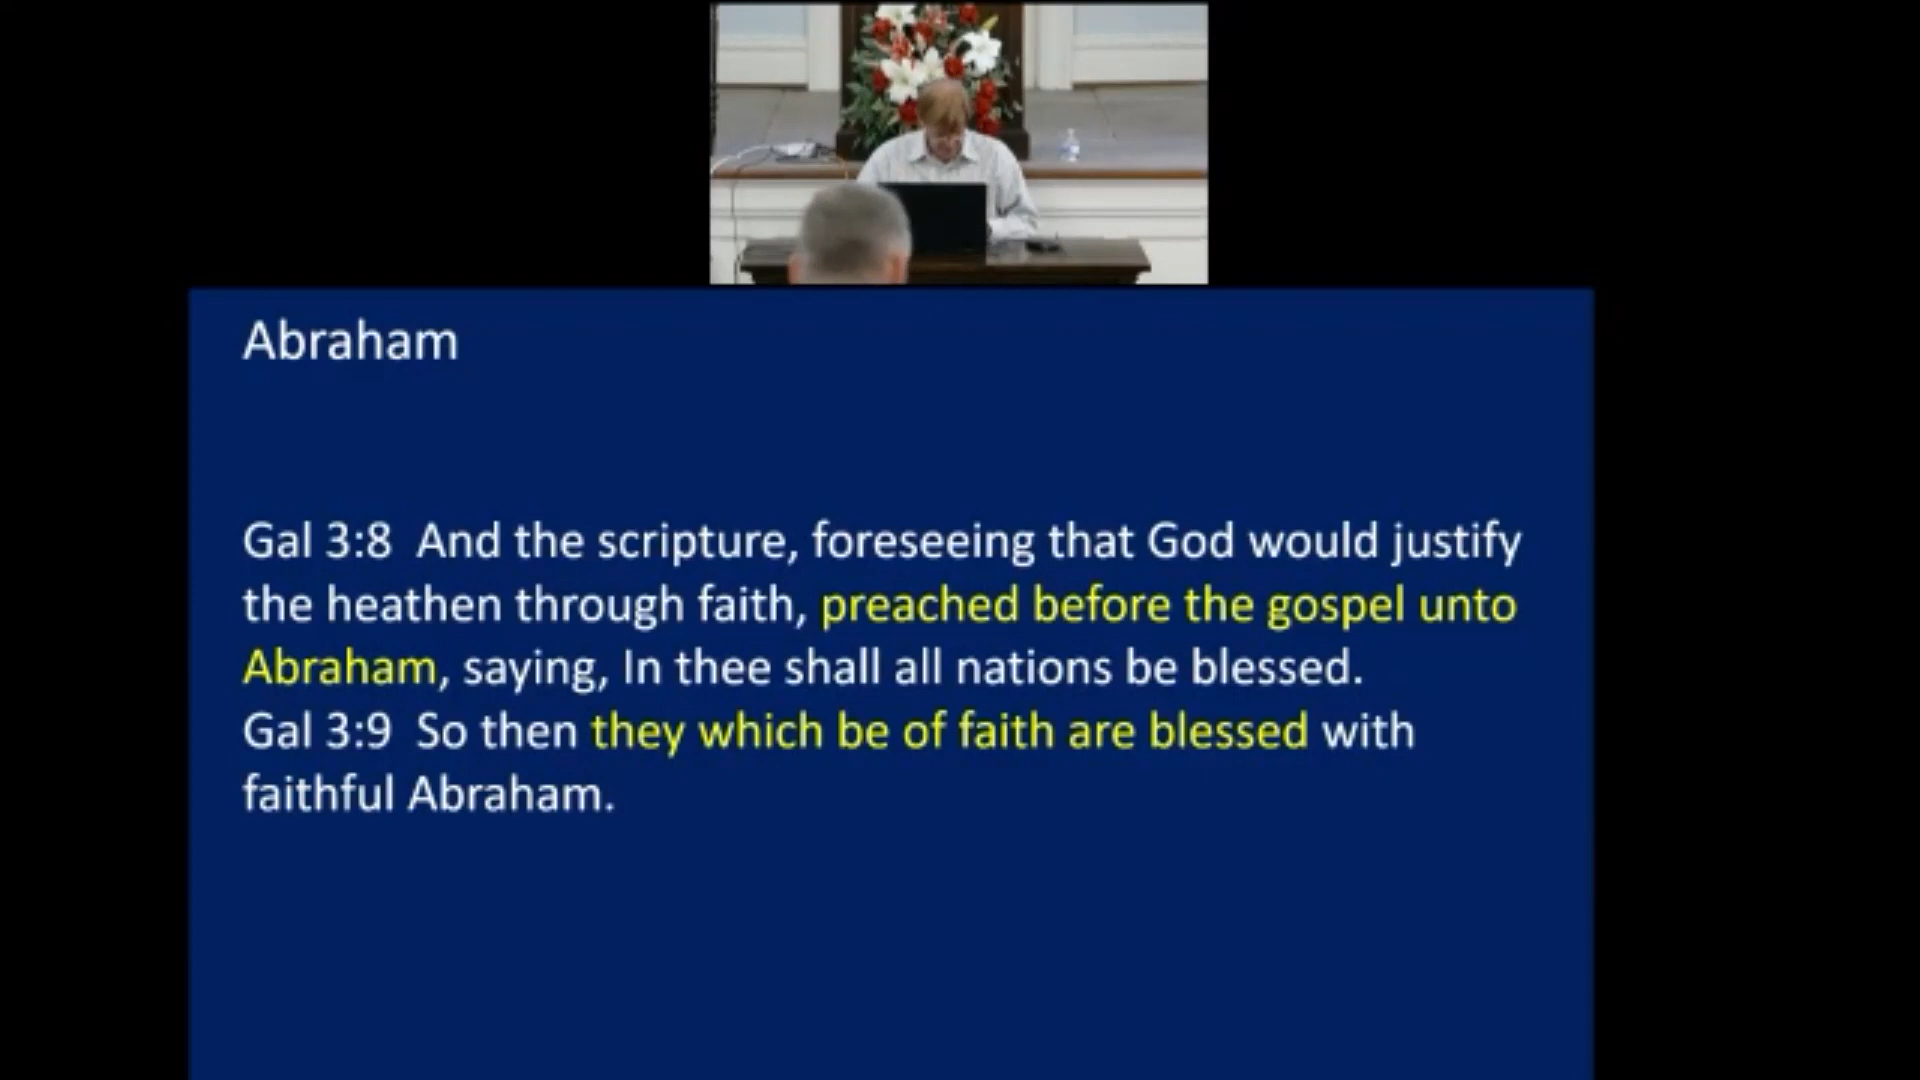 Abraham
Gal 3:8  And the scripture, foreseeing that God would justify
the heathen through faith, preached before the gospel unto
Abraham, saying, In thee shall all nations be blessed.
Gal 3:9  So then they which be of faith are blessed with
faithful Abraham.